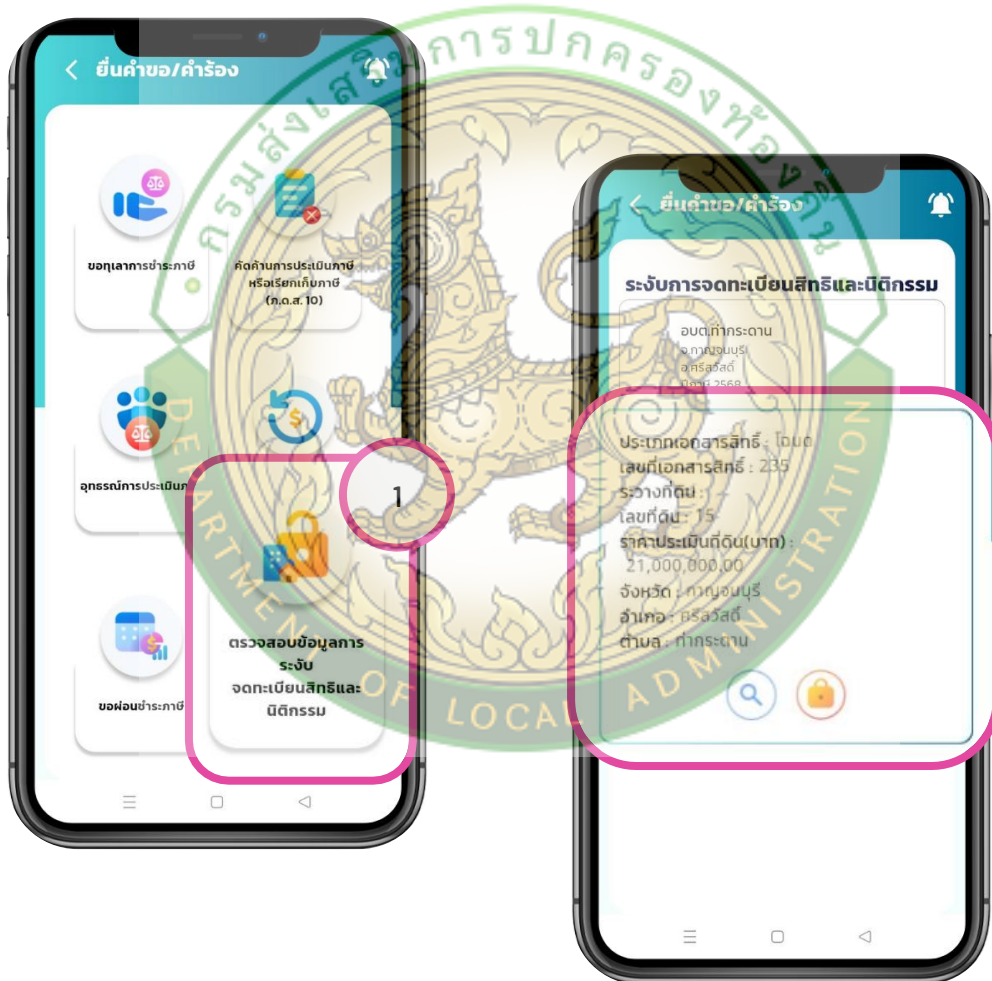 กรมส่งเสริมการปกครองท้องถิ่น
DEPARTMENT OF LOCAL ADMINISTRATION
ยื่นคำขอ/คำร้อง
ขอทุเลาการชำระภาษี
คัดค้านการประเมินภาษี
หรือเรียกเก็บภาษี
(ภ.ด.ส. 10)
อุทธรณ์การประเมินภ
1
ขอผ่อนชำระภาษี
ตรวจสอบข้อมูลการ
ระงับ
จดทะเบียนสิทธิและ
นิติกรรม
ยื่นคำขอ/คำร้อง
ระงับการจดทะเบียนสิทธิและนิติกรรม
อบต.ท่ากระดาน
จ.กาญจนบุรี
อ.ศรีสวัสดิ์
ปีภาษี 2568
ประเภทเอกสารสิทธิ์ : โฉนด
เลขที่เอกสารสิทธิ์ : 235
ระวางที่ดิน :
เลขที่ดิน : 15
ราคาประเมินที่ดิน(บาท) :
21,000,000.00
จังหวัด : กาญจนบุรี
อำเภอ : ศรีสวัสดิ์
ตำบล : ท่ากระดาน